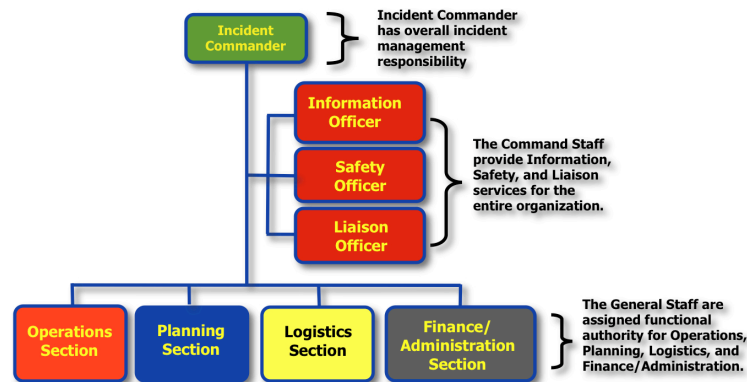 Incident
Commander
Incident Commander
has overall incident
management
responsibility
Information
Officer
Safety
Officer
Liaison
Officer
The Command Staff
provide Information,
Safety, and Liaison
services for the
entire organization.
Operations
Section
Planning
Section
Logistics
Section
Finance/
Administration
Section
The General Staff are
assigned functional
authority for Operations,
Planning, Logistics, and
Finance/Administration.